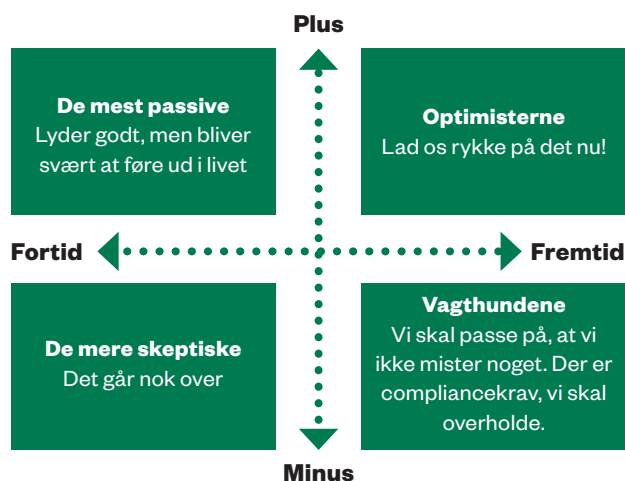 Plus
De mest passive
Lyder godt, men bliver
svært at føre ud i livet
Optimisterne
Lad os rykke på det nu!
Fortid
Fremtid
De mere skeptiske
Det går nok over
Vagthundene
Vi skal passe på, at vi
ikke mister noget. Der er
compliancekrav, vi skal
overholde.
Minus